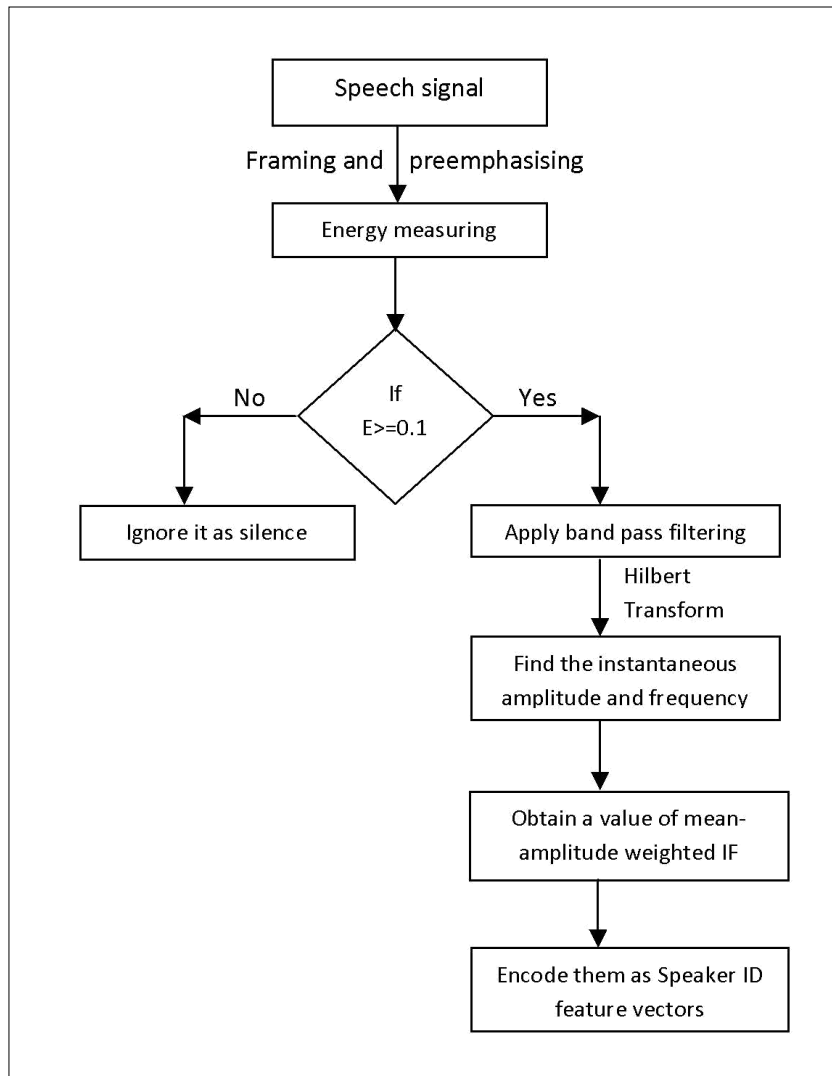 Speech signal
Framing and preemphasising
Energy measuring
If
No
Yes
E>=0.1
Ignore it as silence
Apply band pass filtering
Hilbert
Transform
Find the instantaneous
amplitude and frequency
Obtain a value of mean-
amplitude weighted IF
Encode them as Speaker ID
feature vectors